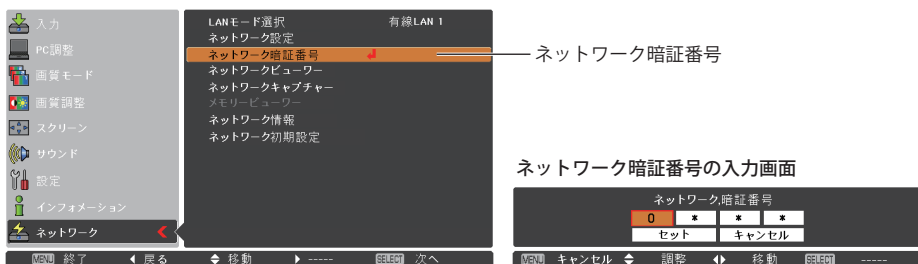 入力
PC調整
画質モード
画質調整
スクリーン
サウンド
設定
インフォメーション
ネットワーク
LANモード選択 有線LAN 1
ネットワーク設定
ネットワーク暗証番号
ネットワークビューワー
ネットワークキャプチャー
メモリービューワー
ネットワーク情報
ネットワーク初期設定
MENU 終了 戻る 移動 ----- SELECT 次へ
ネットワーク暗証番号
ネットワーク暗証番号の入力画面
ネットワーク,暗証番号
0 * * *
セット キャンセル
MENU キャンセル 調整 移動 SELECT -----